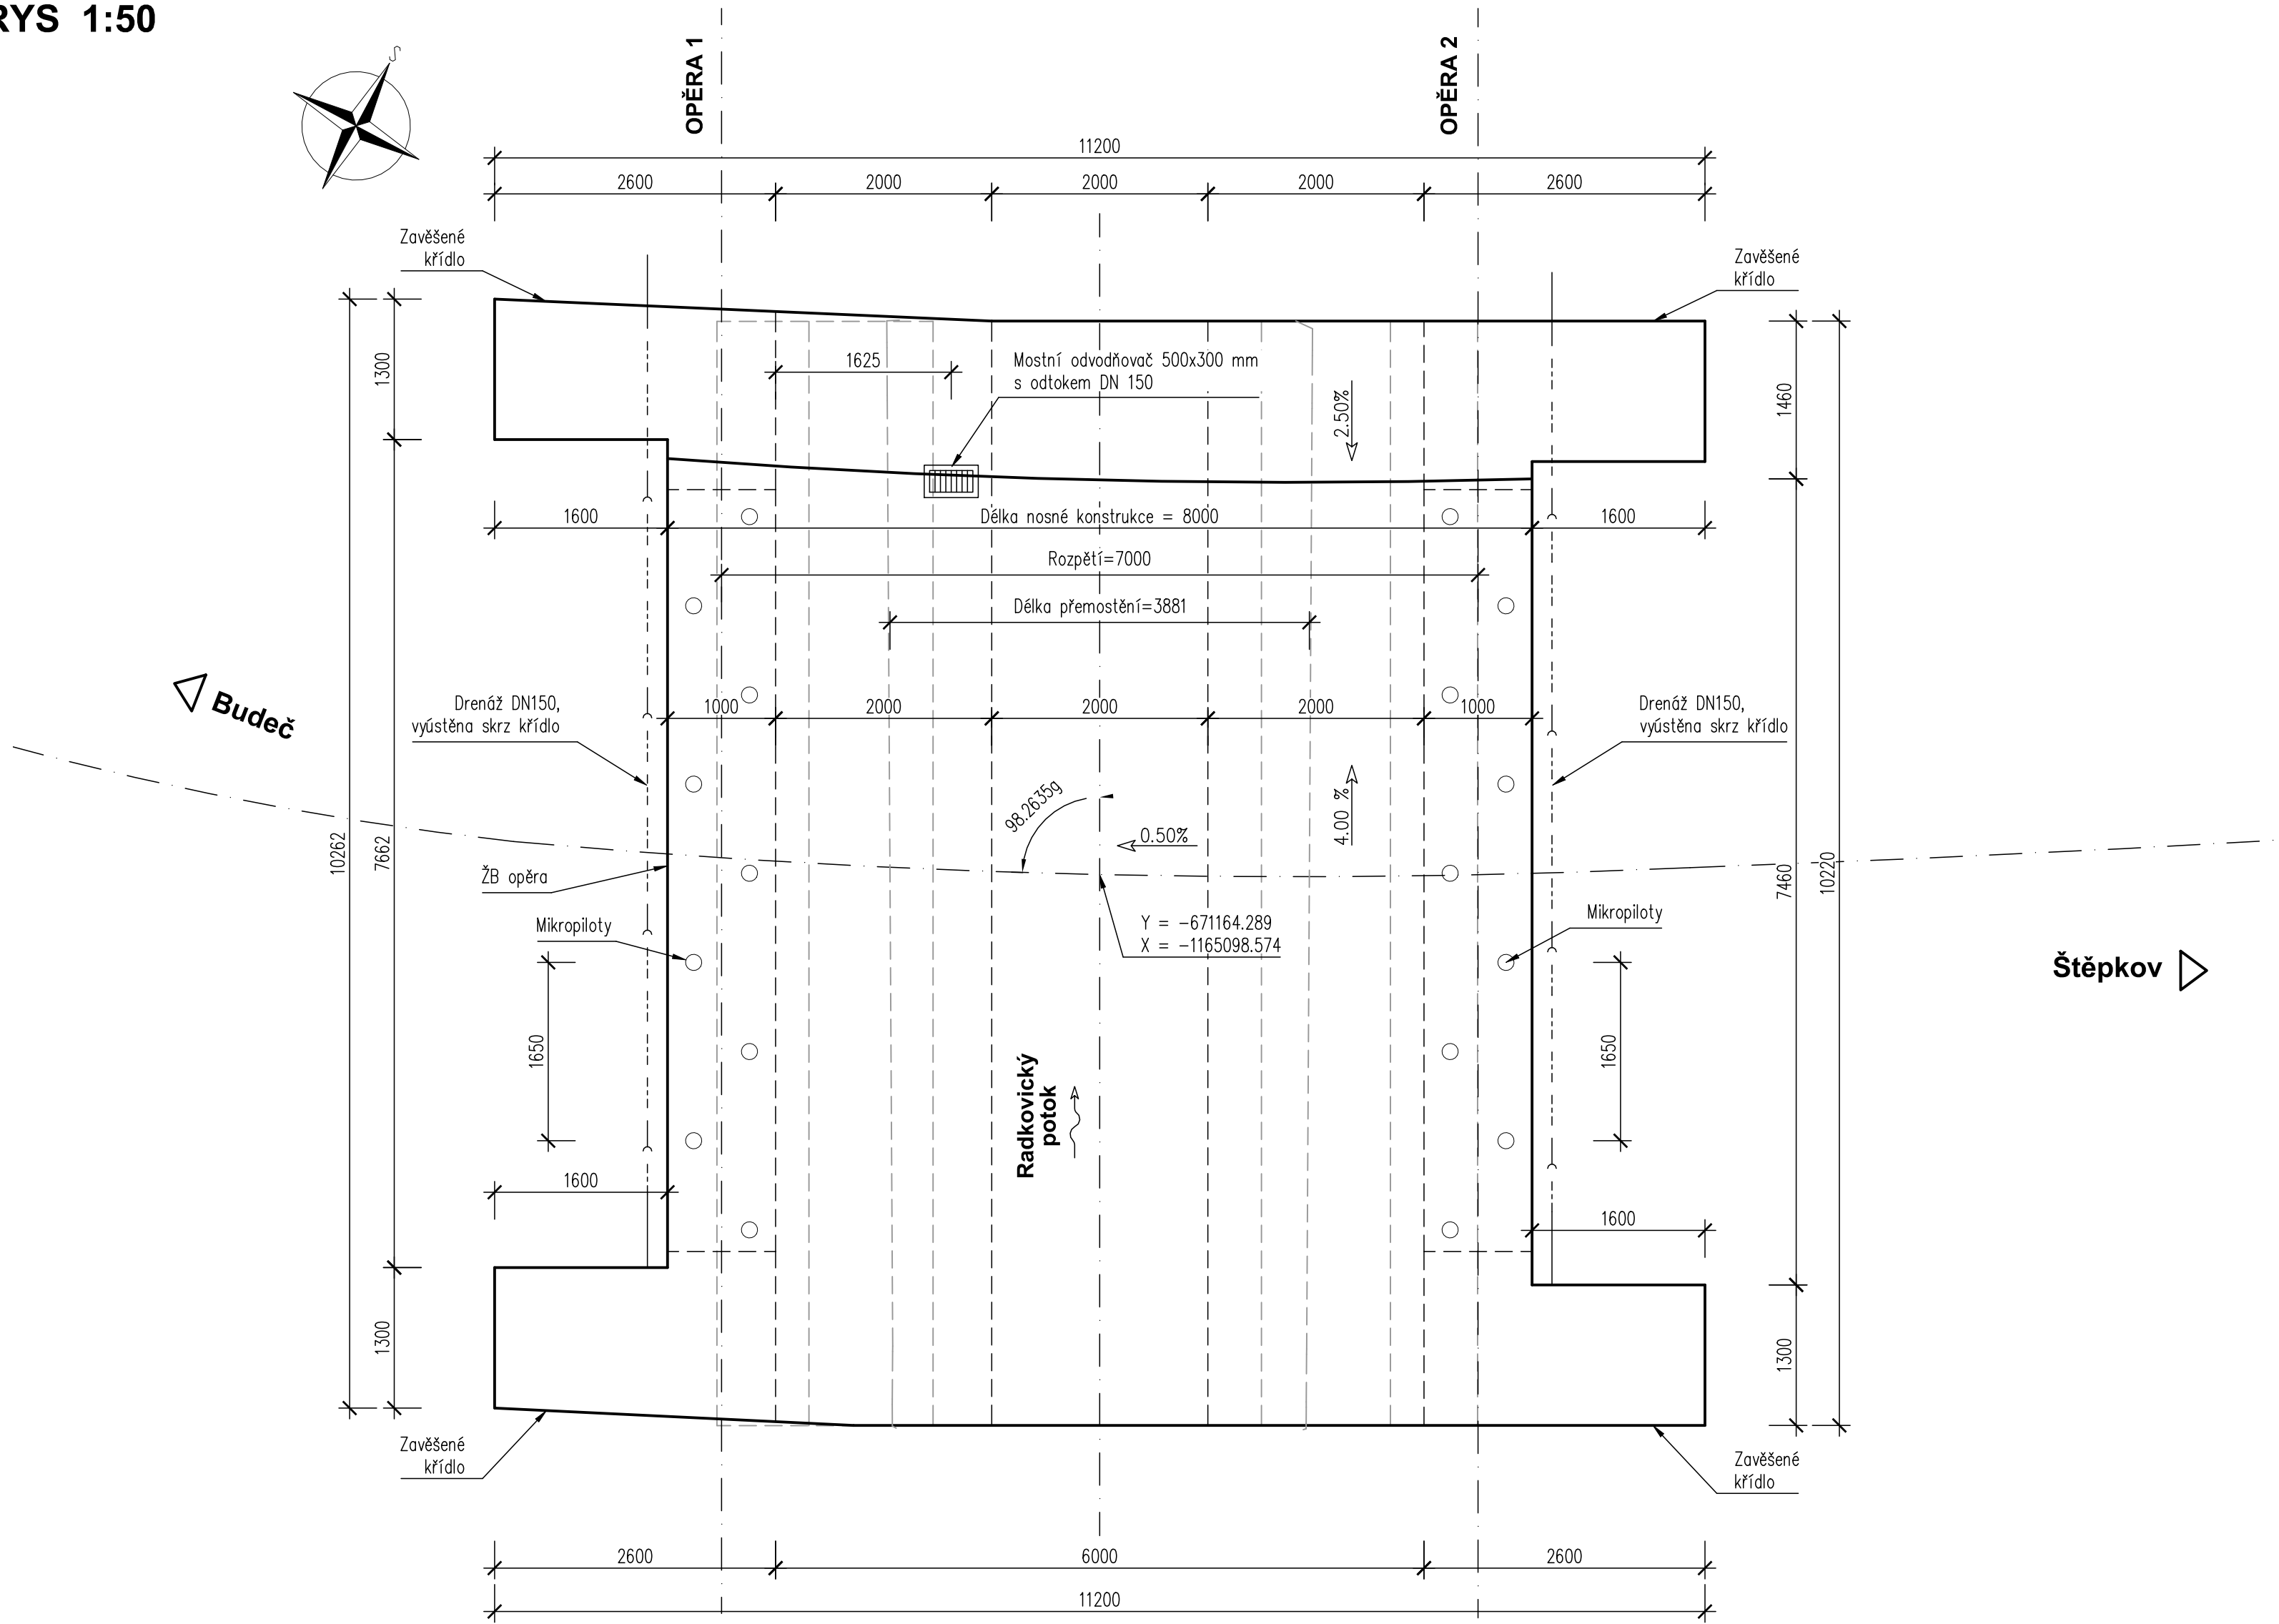 RYS 1:50
S
OPĚRA 1
OPĚRA 2
11200
2600
2000
2000
2000
2600
Zavěšené
křídlo
Zavěšené
křídlo
1300
1625
Mostní odvodňovač 500x300 mm
s odtokem DN 150
2.50%
1460
1600
Délka nosné konstrukce = 8000
1600
Rozpětí=7000
Délka přemostění=3881
Budeč
Drenáž DN150,
vyústěna skrz křídlo
1000
2000
2000
2000
1000
Drenáž DN150,
vyústěna skrz křídlo
98.2635g
0.50%
4.00 %
10262
7662
7460
10220
ŽB opěra
Mikropiloty
Y = -671164.289
X = -1165098.574
Mikropiloty
Štěpkov
1650
Radkovický
potok
1650
1600
1600
1300
1300
Zavěšené
křídlo
Zavěšené
křídlo
2600
6000
2600
11200